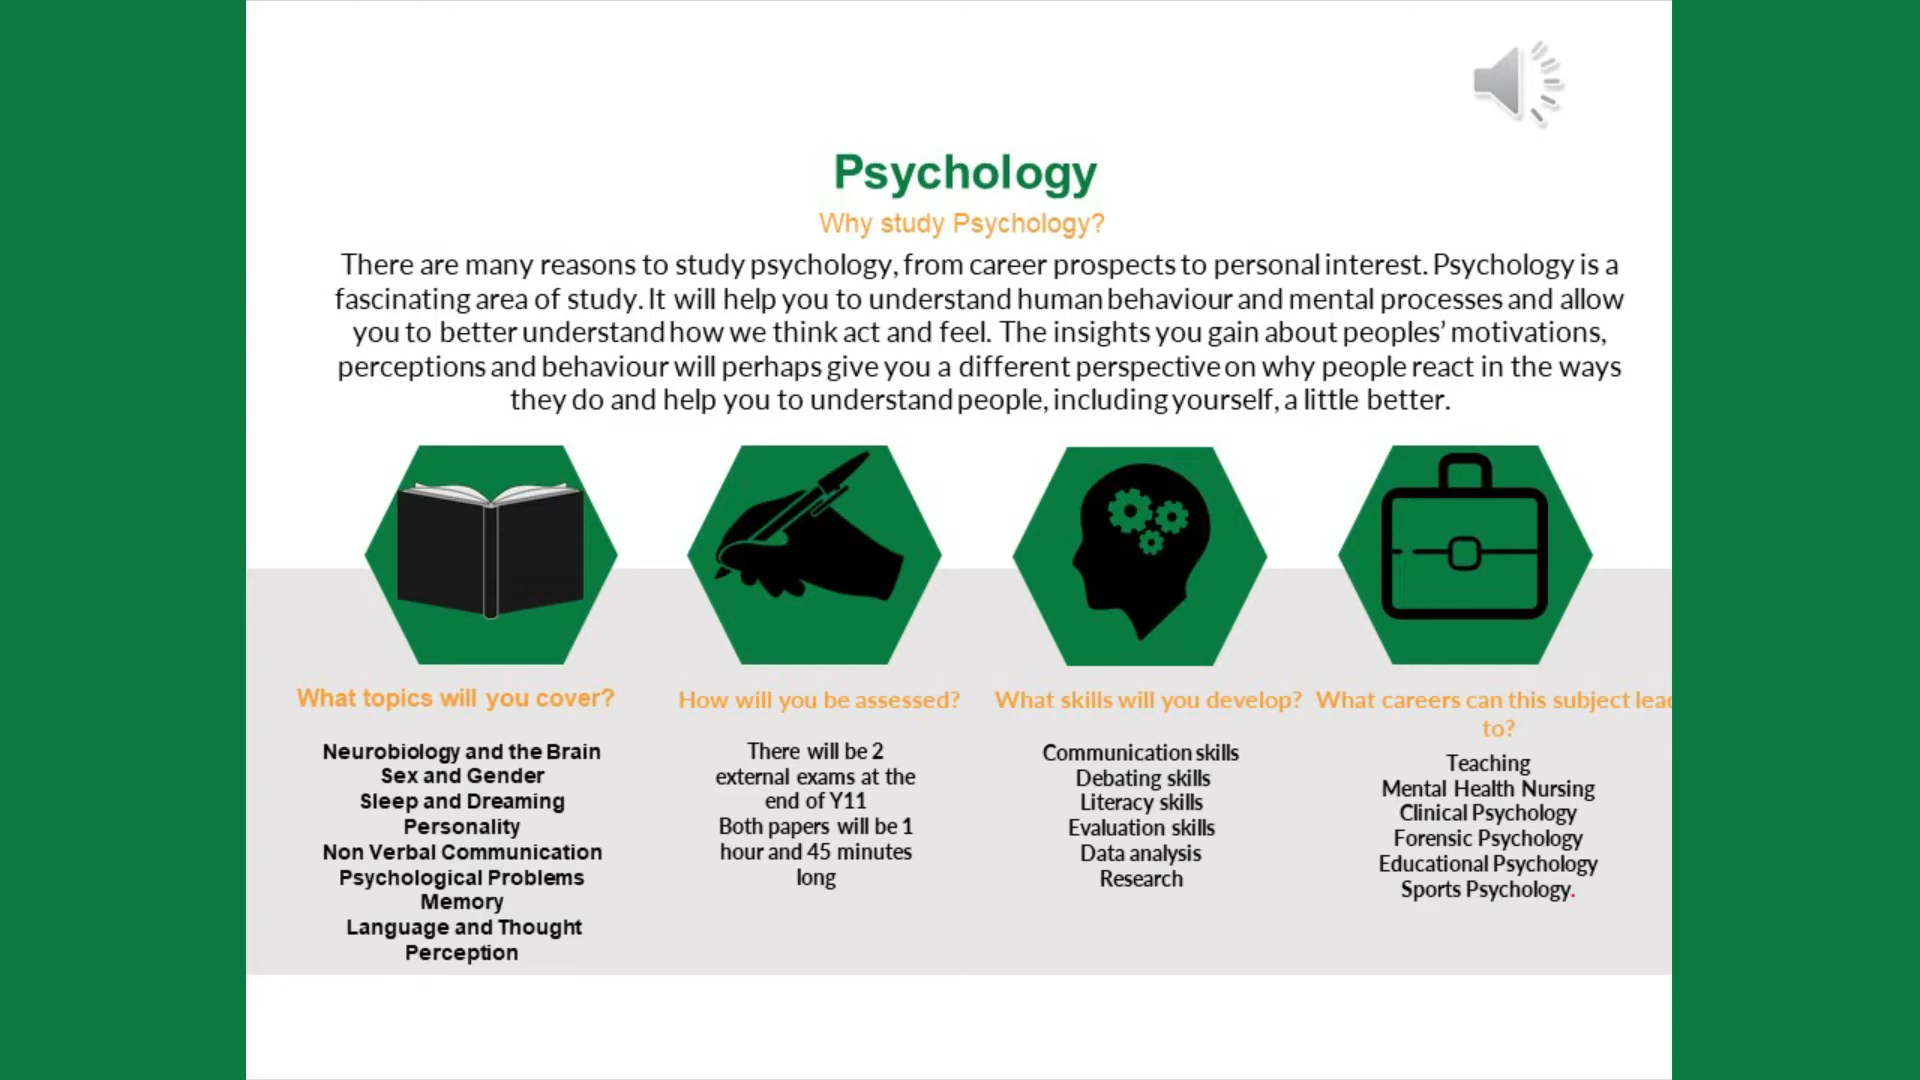 Psychology
Why study Psychology?
There are many reasons to study psychology, from career prospects to personal interest. Psychology is a
fascinating area of study. It will help you to understand human behaviour and mental processes and allow
you to better understand how we think act and feel. The insights you gain about peoples’ motivations,
perceptions and behaviour will perhaps give you a different perspective on why people react in the ways
they do and help you to understand people, including yourself, a little better.
What topics will you cover?
Neurobiology and the Brain
Sex and Gender
Sleep and Dreaming
Personality
Non Verbal Communication
Psychological Problems
Memory
Language and Thought
Perception
How will you be assessed?
There will be 2
external exams at the
end of Y11
Both papers will be 1
hour and 45 minutes
long
What skills will you develop?
Communication skills
Debating skills
Literacy skills
Evaluation skills
Data analysis
Research
What careers can this subject lead
to?
Teaching
Mental Health Nursing
Clinical Psychology
Forensic Psychology
Educational Psychology
Sports Psychology.